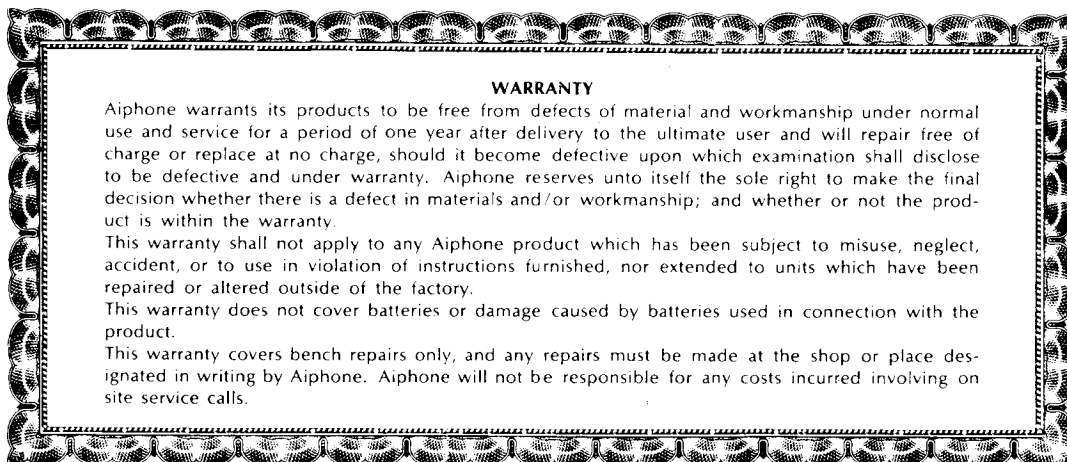 WARRANTY
Aiphone warrants its products to be free from defects of material and workmanship under normal
use and service for a period of one year after delivery to the ultimate user and will repair free of
charge or replace at no charge, should it become defective upon which examination shall disclose
to be defective and under warranty. Aiphone reserves unto itself the sole right to make the final
decision whether there is a defect in materials and/or workmanship; and whether or not the prod-
uct is within the warranty.
This warranty shall not apply to any Aiphone product which has been subject to misuse, neglect,
accident, or to use in violation of instructions furnished, nor extended to units which have been
repaired or altered outside of the factory.
This warranty does not cover batteries or damage caused by batteries used in connection with the
product.
This warranty covers bench repairs only, and any repairs must be made at the shop or place des-
ignated in writing by Aiphone. Aiphone will not be responsible for any costs incurred involving on
site service calls.